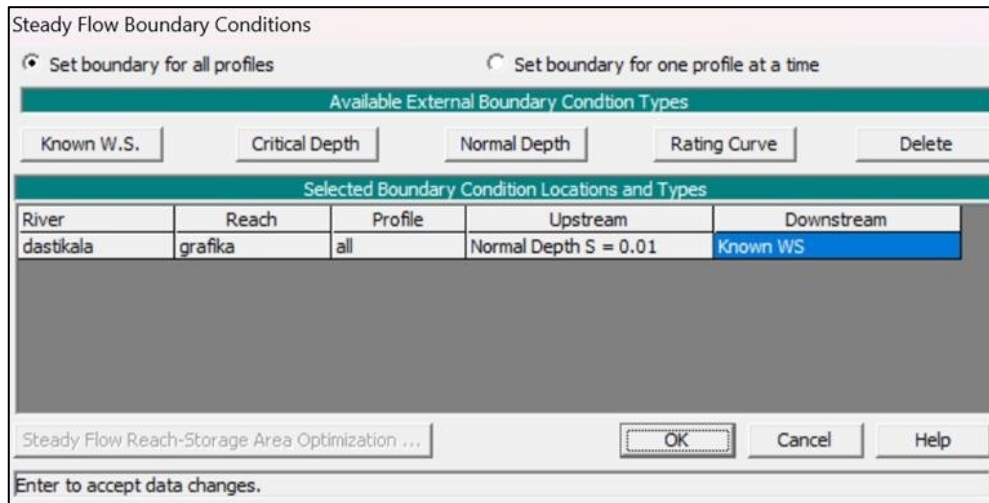 Steady Flow Boundary Conditions
Set boundary for all profiles Set boundary for one profile at a time
Available External Boundary Condtion Types
Known W.S. Critical Depth Normal Depth Rating Curve Delete
Selected Boundary Condition Locations and Types
River Reach Profile Upstream Downstream
dastikala grafika all Normal Depth S = 0.01 Known WS
Steady Flow Reach-Storage Area Optimization ... OK Cancel Help
Enter to accept data changes.